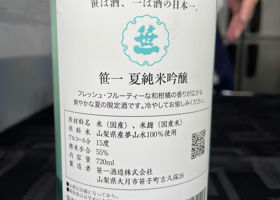 笹は酒、一は酒の日本一。
笹一
笹一 夏純米吟醸
フレッシュ・フルーティーな和柑橘の香りが広がる
爽やかな夏の限定酒です。冷やしてお愉しみください。
原材料名 米（国産）、米麹（国産米）
原料米 山梨県産夢山水100％使用
アルコール分 15度
精米歩合 55％
内容量 720ml
製造者 笹一酒造株式会社
山梨県大月市笹子町吉久保26